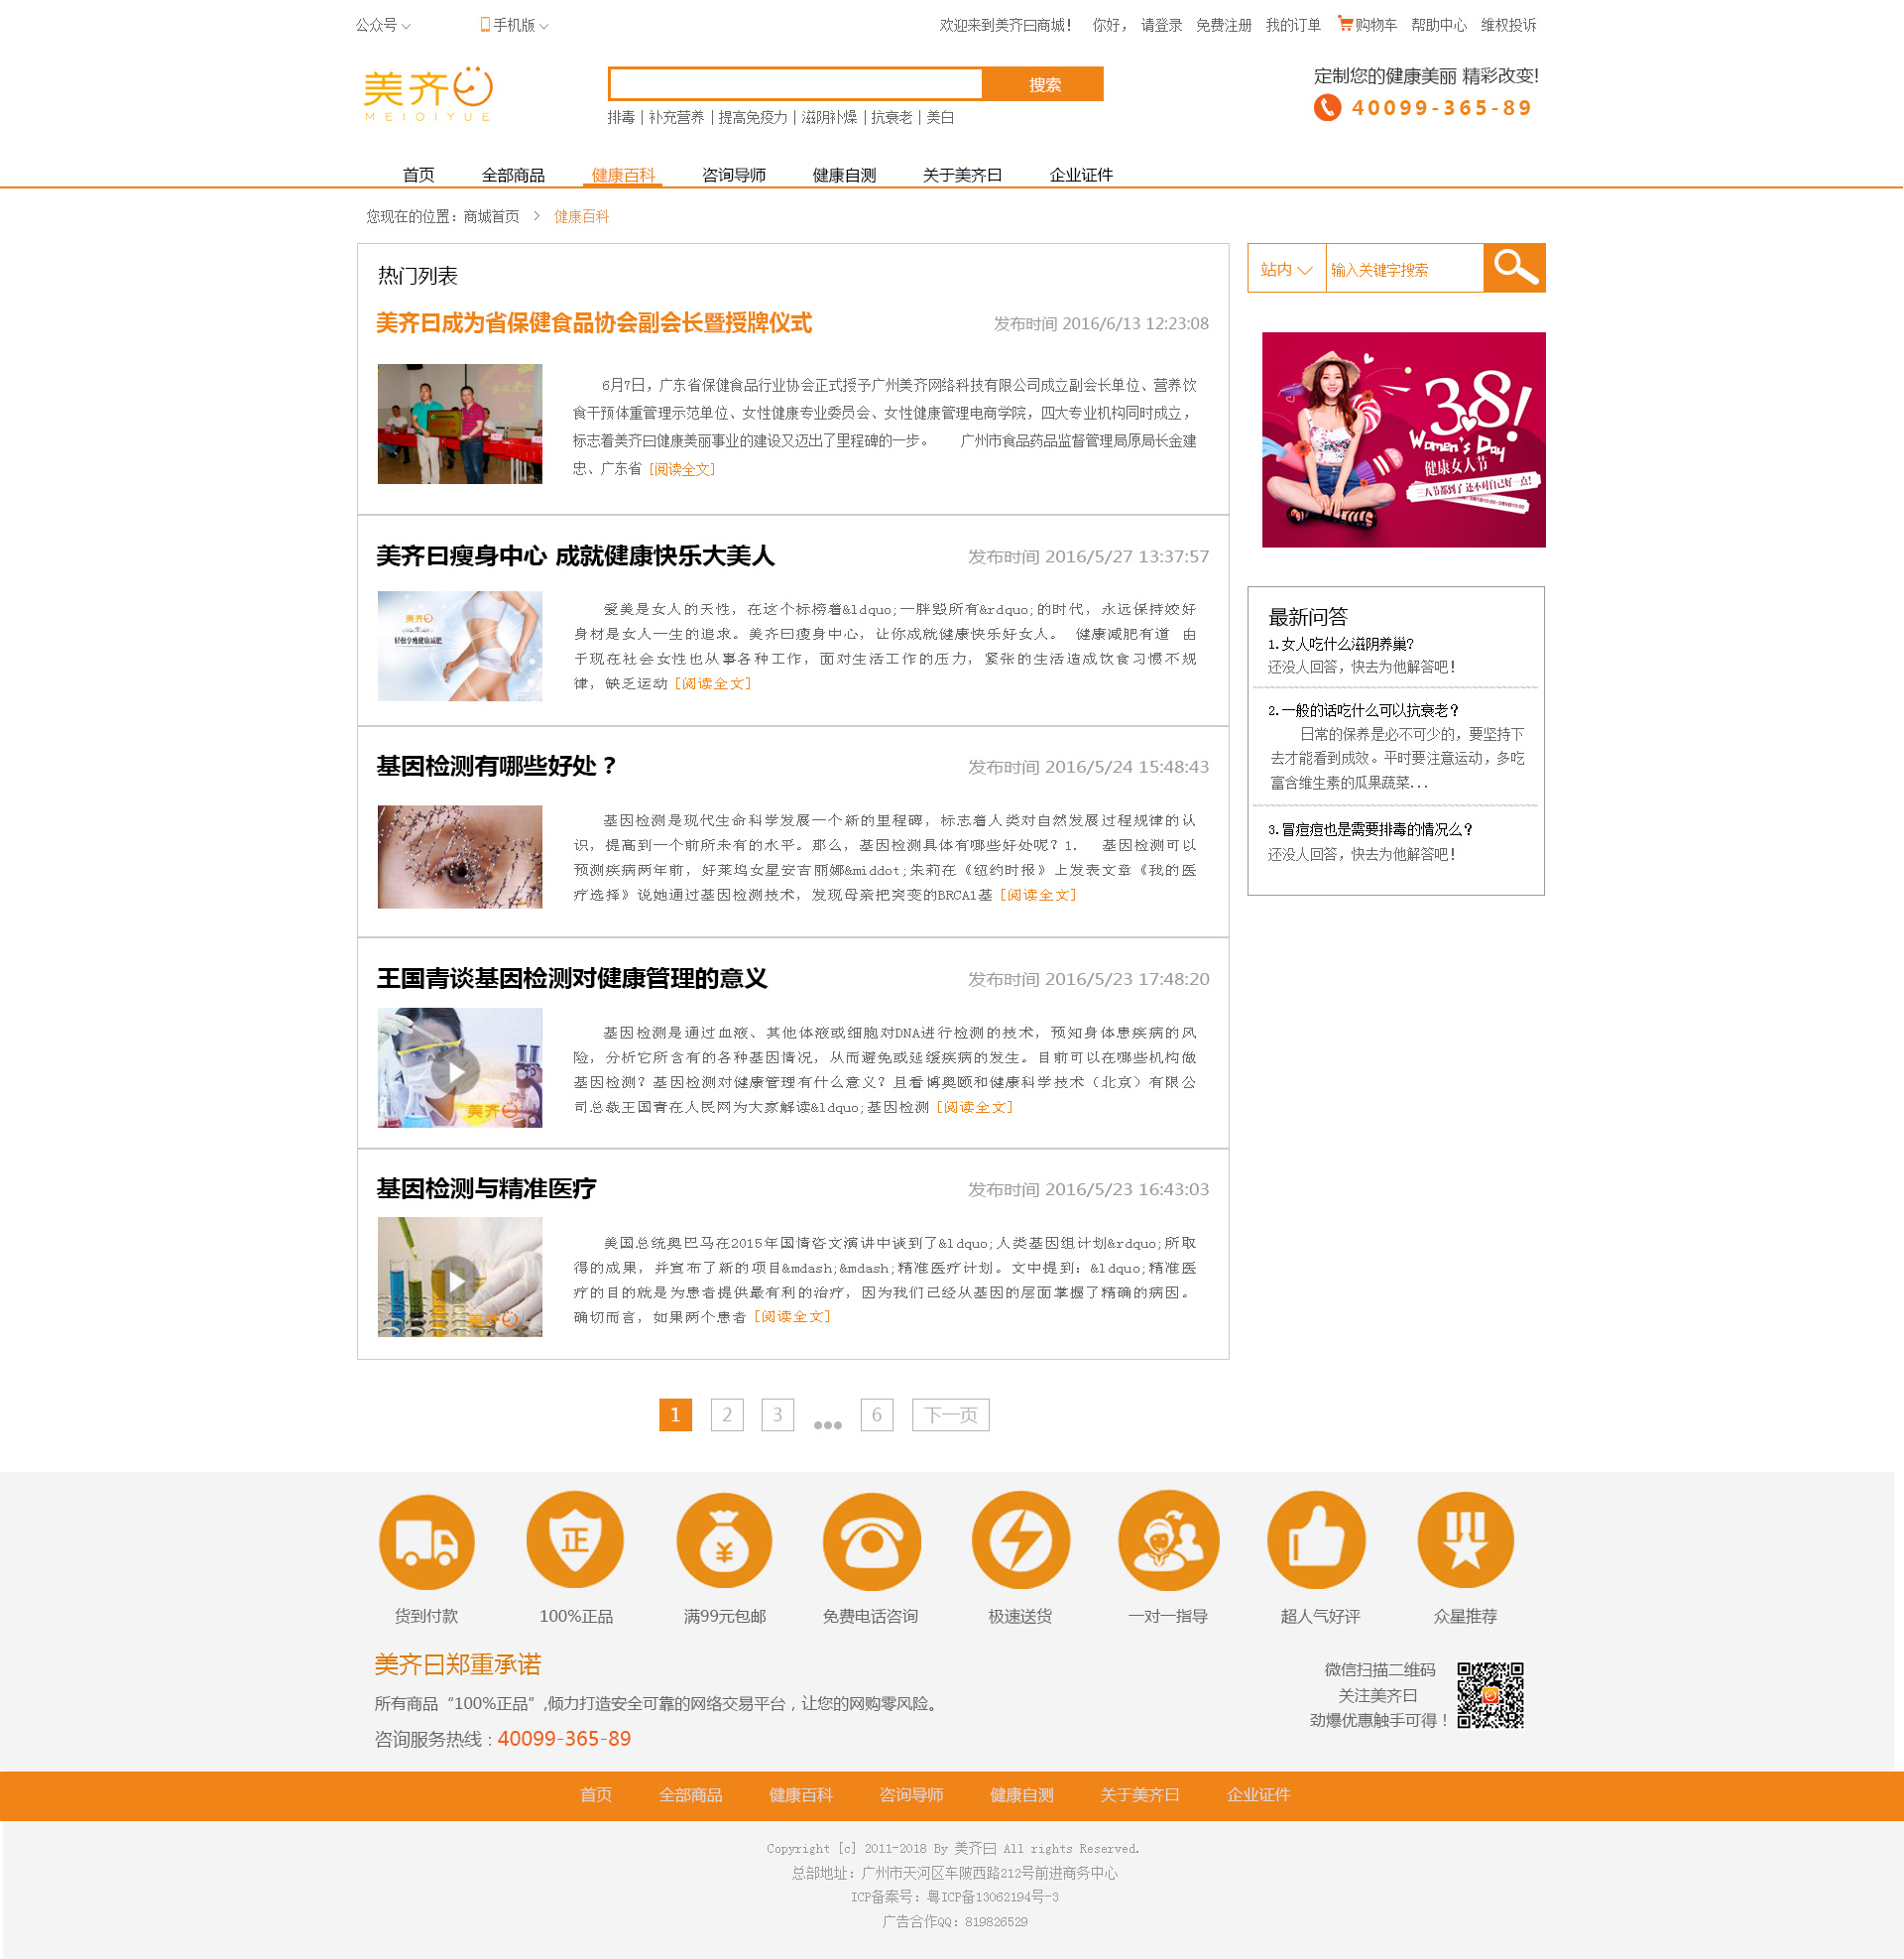 公众号 手机版 欢迎来到美齐曰商城! 你好, 请登录 免费注册 我的订单 购物车 帮助中心 维权投诉
美齐曰
MEIQIYUE
搜索
定制您的健康美丽 精彩改变!
40099-365-89
排毒 | 补充营养 | 提高免疫力 | 滋阴补燥 | 抗衰老 | 美白
首页 全部商品 健康百科 咨询导师 健康自测 关于美齐曰 企业证件
您现在的位置: 商城首页 > 健康百科
热门列表
美齐曰成为省保健食品协会副会长暨授牌仪式 发布时间 2016/6/13 12:23:08
6月7日,广东省保健食品行业协会正式授予广州美齐网络科技有限公司成立副会长单位、营养饮
食干预体重管理示范单位、女性健康专业委员会、女性健康管理电商学院,四大专业机构同时成立,
标志着美齐曰健康美丽事业的建设又迈出了里程碑的一步。 广州市食品药品监督管理局原局长金建
忠、广东省 [阅读全文]
美齐曰瘦身中心 成就健康快乐大美人 发布时间 2016/5/27 13:37:57
美齐曰
轻松享瘦健康减肥
爱美是女人的天性,在这个标榜着&ldquo;一胖毁所有&rdquo;的时代,永远保持姣好
身材是女人一生的追求。美齐曰瘦身中心,让你成就健康快乐好女人。 健康减肥有道 由
于现在社会女性也从事各种工作,面对生活工作的压力,紧张的生活造成饮食习惯不规
律,缺乏运动 [阅读全文]
基因检测有哪些好处? 发布时间 2016/5/24 15:48:43
基因检测是现代生命科学发展一个新的里程碑,标志着人类对自然发展过程规律的认
识,提高到一个前所未有的水平。那么,基因检测具体有哪些好处呢? 1. 基因检测可以
预测疾病两年前,好莱坞女星安吉丽娜&middot;朱莉在《纽约时报》上发表文章《我的医
疗选择》说她通过基因检测技术,发现母亲把突变的BRCA1基 [阅读全文]
王国青谈基因检测对健康管理的意义 发布时间 2016/5/23 17:48:20
美齐曰
基因检测是通过血液、其他体液或细胞对DNA进行检测的技术,预知身体患疾病的风
险,分析它所含有的各种基因情况,从而避免或延缓疾病的发生。目前可以在哪些机构做
基因检测? 基因检测对健康管理有什么意义? 且看博奥颐和健康科学技术(北京)有限公
司总裁王国青在人民网为大家解读&ldquo;基因检测 [阅读全文]
基因检测与精准医疗 发布时间 2016/5/23 16:43:03
美齐曰
美国总统奥巴马在2015年国情咨文演讲中谈到了&ldquo;人类基因组计划&rdquo;所取
得的成果,并宣布了新的项目&mdash;&mdash;精准医疗计划。文中提到: &ldquo;精准医
疗的目的就是为患者提供最有利的治疗,因为我们已经从基因的层面掌握了精确的病因。
确切而言,如果两个患者 [阅读全文]
站内 输入关键字搜索
3.8!
Women's Day
健康女人节
三八节都到了 还不对自己好一点!
最新问答
1.女人吃什么滋阴养巢?
还没人回答,快去为他解答吧!
2.一般的话吃什么可以抗衰老?
日常的保养是必不可少的,要坚持下
去才能看到成效。平时要注意运动,多吃
富含维生素的瓜果蔬菜...
3.冒痘痘也是需要排毒的情况么?
还没人回答,快去为他解答吧!
1 2 3 ••• 6 下一页
正 ¥
货到付款 100%正品 满99元包邮 免费电话咨询 极速送货 一对一指导 超人气好评 众星推荐
美齐曰郑重承诺
所有商品“100%正品”,倾力打造安全可靠的网络交易平台,让您的网购零风险。
咨询服务热线:40099-365-89
微信扫描二维码
关注美齐曰
劲爆优惠触手可得!
首页 全部商品 健康百科 咨询导师 健康自测 关于美齐曰 企业证件
Copyright [c] 2011-2018 By 美齐曰 All rights Reserved.
总部地址: 广州市天河区车陂西路212号前进商务中心
ICP备案号: 粤ICP备13062194号-3
广告合作QQ: 819826529